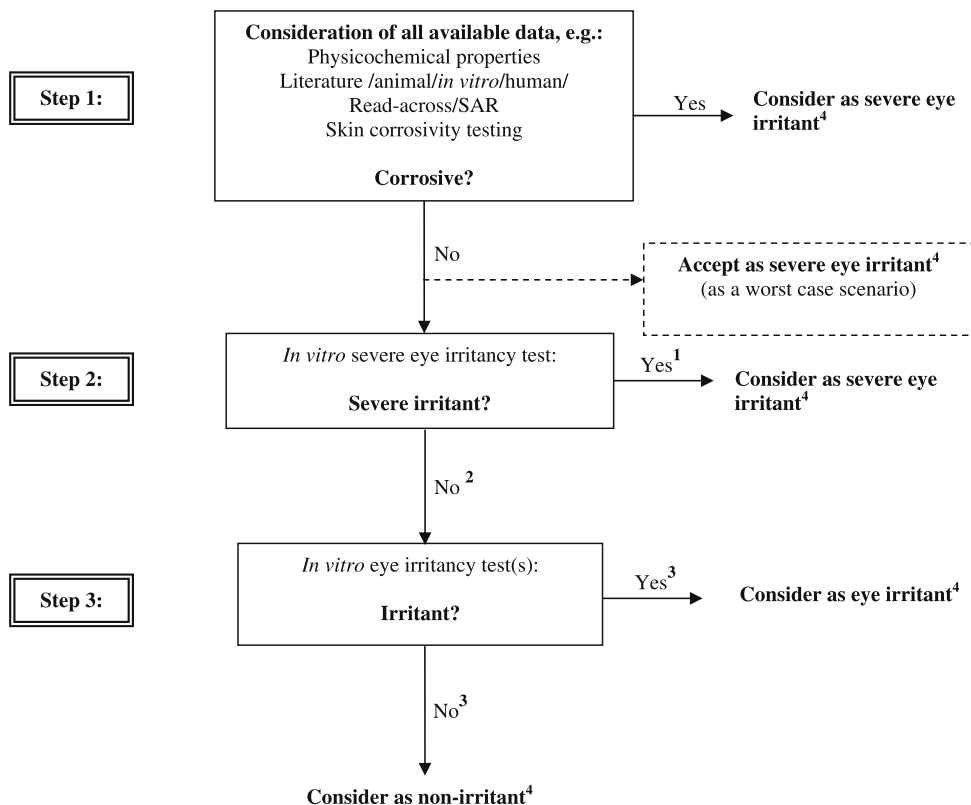 Step 1:
Consideration of all available data, e.g.:
Physicochemical properties
Literature /animal/in vitro/human/
Read-across/SAR
Skin corrosivity testing
Corrosive?
Yes
Consider as severe eye
irritant⁴
No
Accept as severe eye irritant⁴
(as a worst case scenario)
Step 2:
In vitro severe eye irritancy test:
Severe irritant?
Yes¹
Consider as severe eye
irritant⁴
No ²
Step 3:
In vitro eye irritancy test(s):
Irritant?
Yes³
Consider as eye irritant⁴
No³
Consider as non-irritant⁴